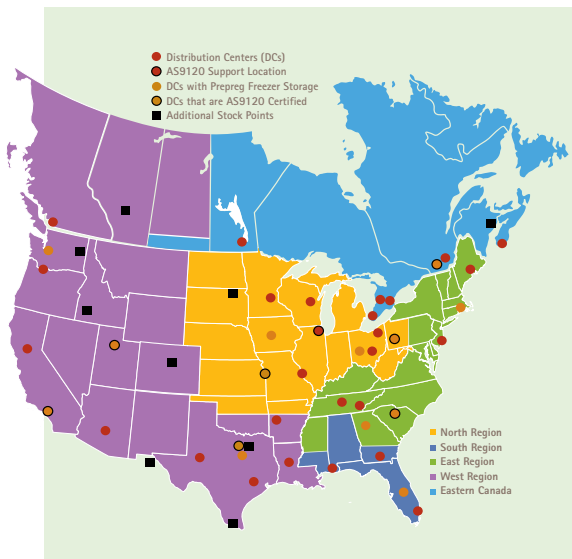 Distribution Centers (DCs)
AS9120 Support Location
DCs with Prepreg Freezer Storage
DCs that are AS9120 Certified
Additional Stock Points
North Region
South Region
East Region
West Region
Eastern Canada